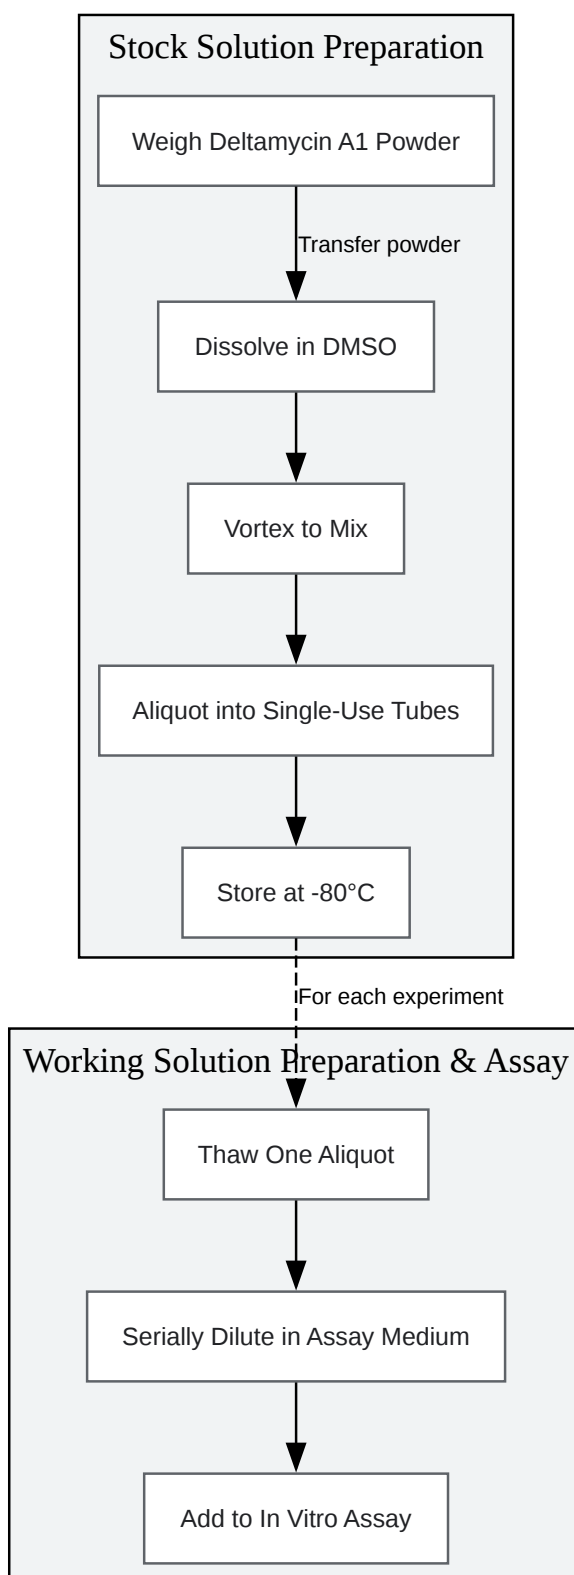 Stock Solution Preparation
Weigh Deltamycin A1 Powder
Transfer powder
Dissolve in DMSO
Vortex to Mix
Aliquot into Single-Use Tubes
Store at -80°C
For each experiment
Working Solution Preparation & Assay
Thaw One Aliquot
Serially Dilute in Assay Medium
Add to In Vitro Assay